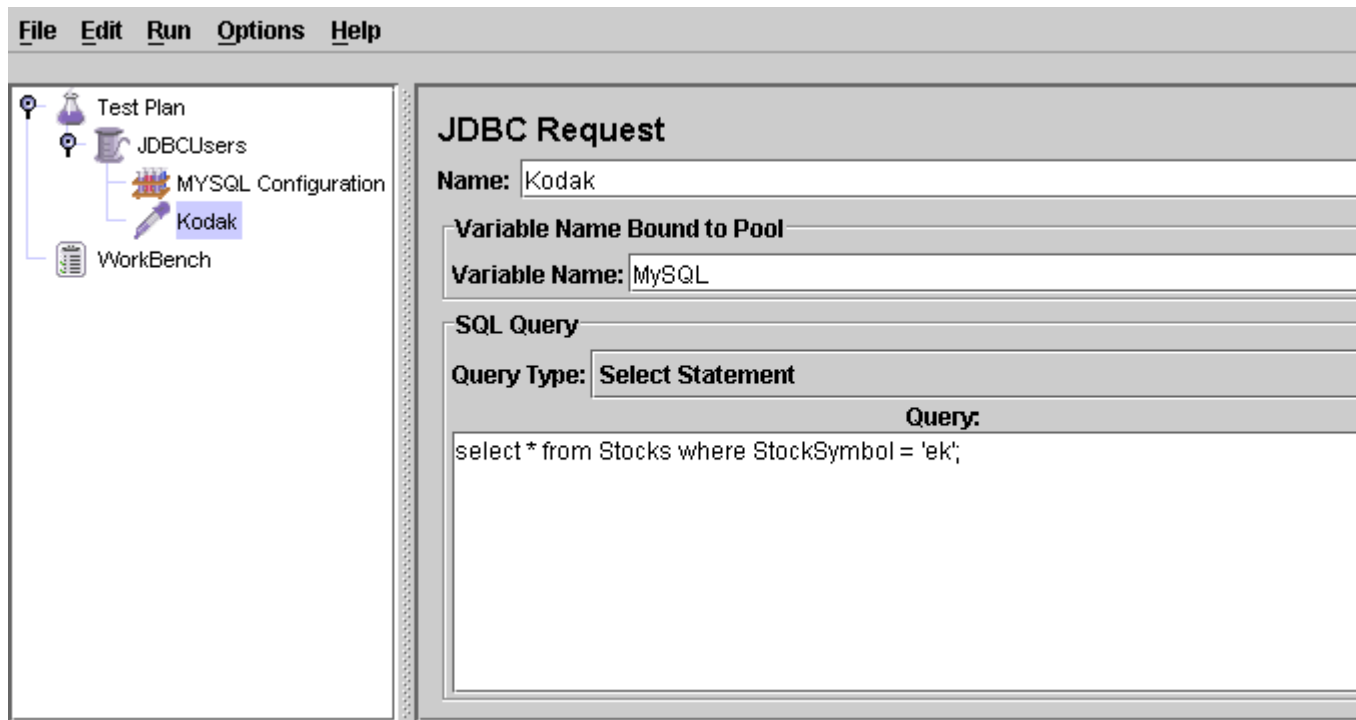 File Edit Run Options Help
Test Plan
JDBCUsers
MYSQL Configuration
Kodak
WorkBench
JDBC Request
Name: Kodak
Variable Name Bound to Pool
Variable Name: MySQL
SQL Query
Query Type: Select Statement
Query:
select * from Stocks where StockSymbol = 'ek';